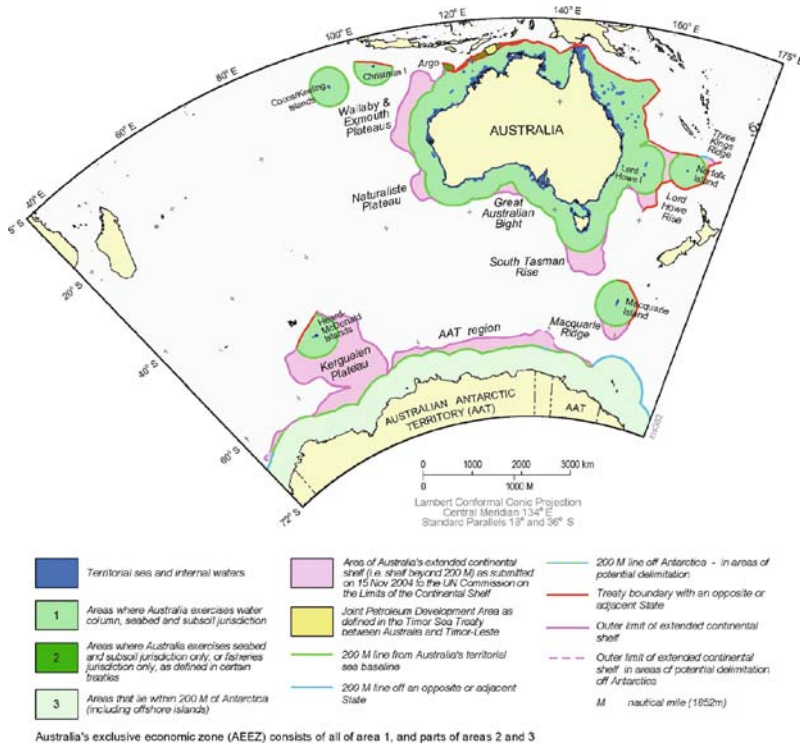 120° E
140° E
160° E
175° E
100° E
80° E
60° E
40° E
5° S
20° S
40° S
60° S
72° S
Argo
Christmas I
Cocos/Keeling
Islands
Wallaby &
Exmouth
Plateaus
AUSTRALIA
Three
Kings
Ridge
Lord
Howe I
Norfolk
Island
Naturaliste
Plateau
Great
Australian
Bight
Lord
Howe
Rise
South Tasman
Rise
Macquarie
Island
Macquarie
Ridge
Heard-
McDonald
Islands
Kerguelen
Plateau
AAT region
AUSTRALIAN ANTARCTIC
TERRITORY (AAT)
AAT
0 1000 2000 3000 km
0 1000 M
Lambert Conformal Conic Projection
Central Meridian 134° E
Standard Parallels 18° and 36° S
Territorial sea and internal waters
1
Areas where Australia exercises water
column, seabed and subsoil jurisdiction
2
Areas where Australia exercises seabed
and subsoil jurisdiction only, or fisheries
jurisdiction only, as defined in certain
treaties
3
Areas that lie within 200 M of Antarctica
(including offshore islands)
Area of Australia's extended continental
shelf (i.e. shelf beyond 200 M) as submitted
on 15 Nov 2004 to the UN Commission on
the Limits of the Continental Shelf
Joint Petroleum Development Area as
defined in the Timor Sea Treaty
between Australia and Timor-Leste
200 M line from Australia's territorial
see baseline
200 M line off an opposite or adjacent
State
200 M line off Antarctica - in areas of
potential delimitation
Treaty boundary with an opposite or
adjacent State
Outer limit of extended continental
shelf
Outer limit of extended continental
shelf in areas of potential delimitation
off Antarctica
M nautical mile (1852m)
Australia's exclusive economic zone (AEEZ) consists of all of area 1, and parts of areas 2 and 3